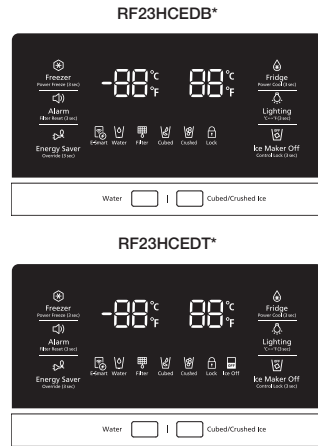 RF23HCEDB*
-88 °C °F 88 °C °F
Freezer
Power Freeze (3 sec)
Fridge
Power Cool (3 sec)
Alarm
Filter Reset (3 sec)
Lighting
°C↔°F (3 sec)
E-Smart Water Filter Cubed Crushed Lock
Energy Saver
Override (3 sec)
Ice Maker Off
Control Lock (3 sec)
Water Cubed/Crushed Ice
RF23HCEDT*
-88 °C °F 88 °C °F
Freezer
Power Freeze (3 sec)
Fridge
Power Cool (3 sec)
Alarm
Filter Reset (3 sec)
Lighting
°C↔°F (3 sec)
OFF
E-Smart Water Filter Cubed Crushed Lock Ice Off
Energy Saver
Override (3 sec)
Ice Maker Off
Control Lock (3 sec)
Water Cubed/Crushed Ice